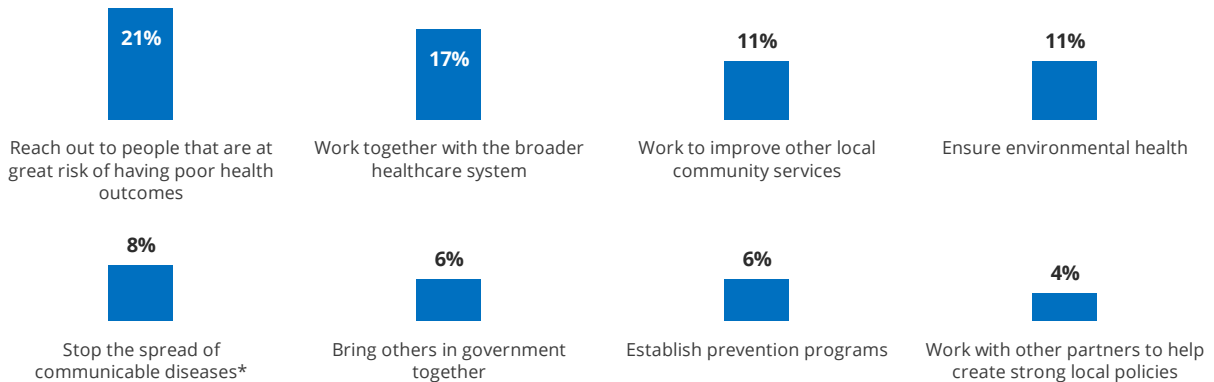 21%
17%
11%
11%
Reach out to people that are at
great risk of having poor health
outcomes
Work together with the broader
healthcare system
Work to improve other local
community services
Ensure environmental health
8%
6%
6%
4%
Stop the spread of
communicable diseases*
Bring others in government
together
Establish prevention programs
Work with other partners to help
create strong local policies